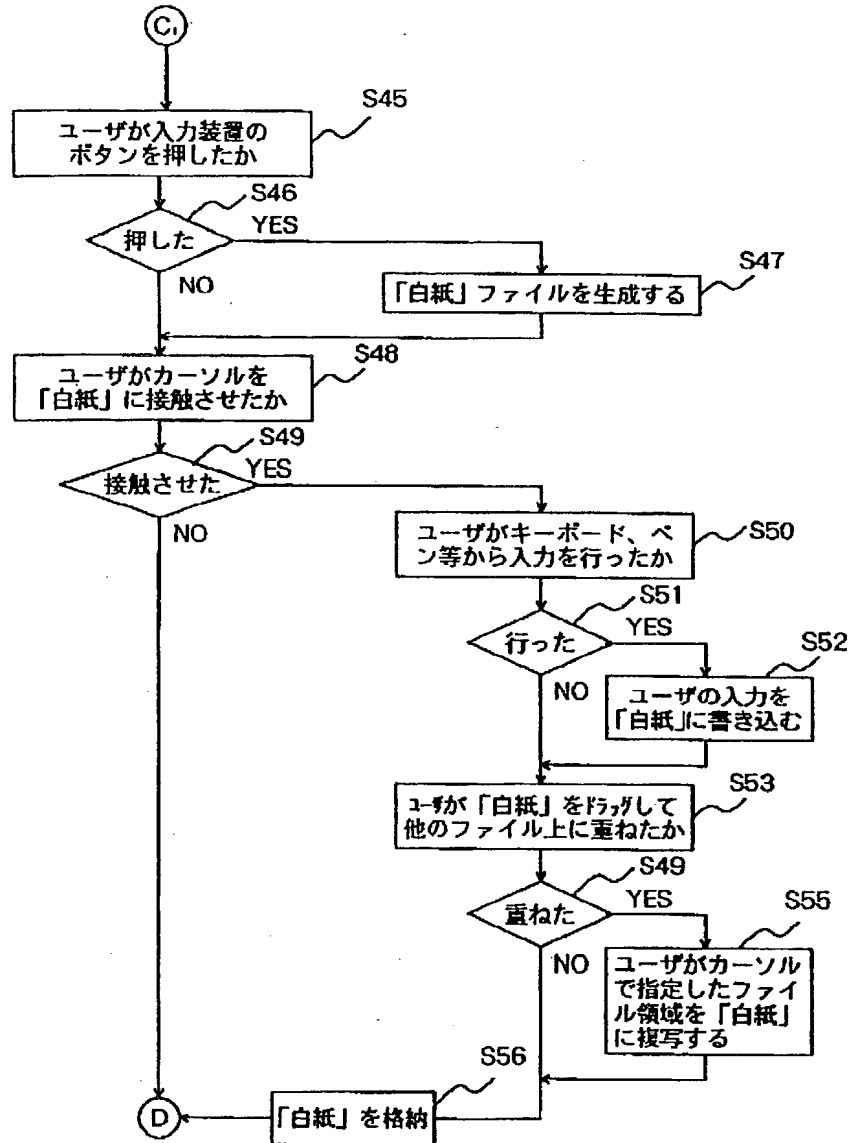 C₁
S45
ユーザが入力装置の
ボタンを押したか
S46
押した
YES
NO
S47
「白紙」ファイルを生成する
S48
ユーザがカーソルを
「白紙」に接触させたか
S49
接触させた
YES
NO
S50
ユーザがキーボード、ペ
ン等から入力を行ったか
S51
行った
YES
NO
S52
ユーザの入力を
「白紙」に書き込む
S53
ユーザが「白紙」をドラッグして
他のファイル上に重ねたか
S49
重ねた
YES
NO
S55
ユーザがカーソル
で指定したファイ
ル領域を「白紙」
に複写する
S56
「白紙」を格納
D